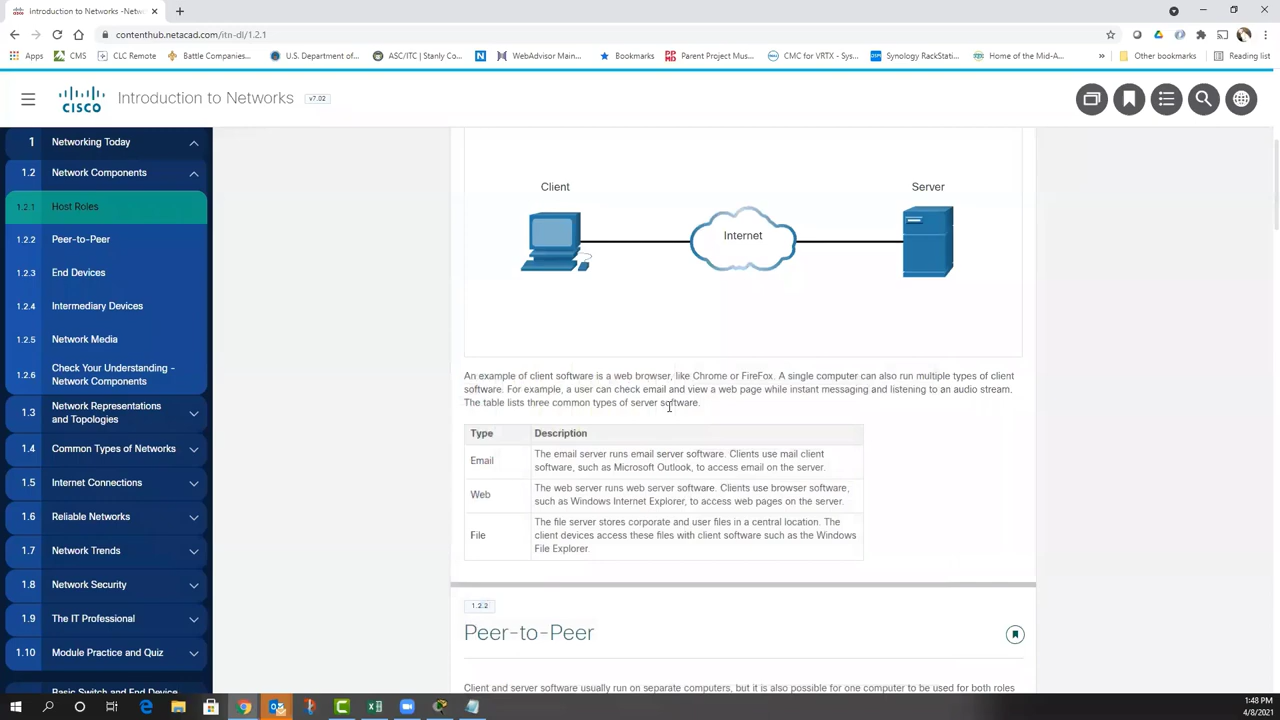 Introduction to Networks -Netw
contenthub.netacad.com/itn-dl/1.2.1
Apps
CMS
CLC Remote
Battle Companies...
U.S. Department of...
ASC/ITC | Stanly Co...
WebAdvisor Main...
Bookmarks
Parent Project Mus...
CMC for VRTX - Sys...
Synology RackStati...
Home of the Mid-A...
»
Other bookmarks
Reading list
CISCO
Introduction to Networks
v7.02
1 Networking Today
1.2 Network Components
1.2.1 Host Roles
1.2.2 Peer-to-Peer
1.2.3 End Devices
1.2.4 Intermediary Devices
1.2.5 Network Media
1.2.6 Check Your Understanding -
Network Components
1.3 Network Representations
and Topologies
1.4 Common Types of Networks
1.5 Internet Connections
1.6 Reliable Networks
1.7 Network Trends
1.8 Network Security
1.9 The IT Professional
1.10 Module Practice and Quiz
Basic Switch and End Device
Client
Server
Internet
An example of client software is a web browser, like Chrome or FireFox. A single computer can also run multiple types of client
software. For example, a user can check email and view a web page while instant messaging and listening to an audio stream.
The table lists three common types of server software.
Type Description
Email
The email server runs email server software. Clients use mail client
software, such as Microsoft Outlook, to access email on the server.
Web
The web server runs web server software. Clients use browser software,
such as Windows Internet Explorer, to access web pages on the server.
File
The file server stores corporate and user files in a central location. The
client devices access these files with client software such as the Windows
File Explorer.
1.2.2
Peer-to-Peer
Client and server software usually run on separate computers, but it is also possible for one computer to be used for both roles
1:48 PM
4/8/2021